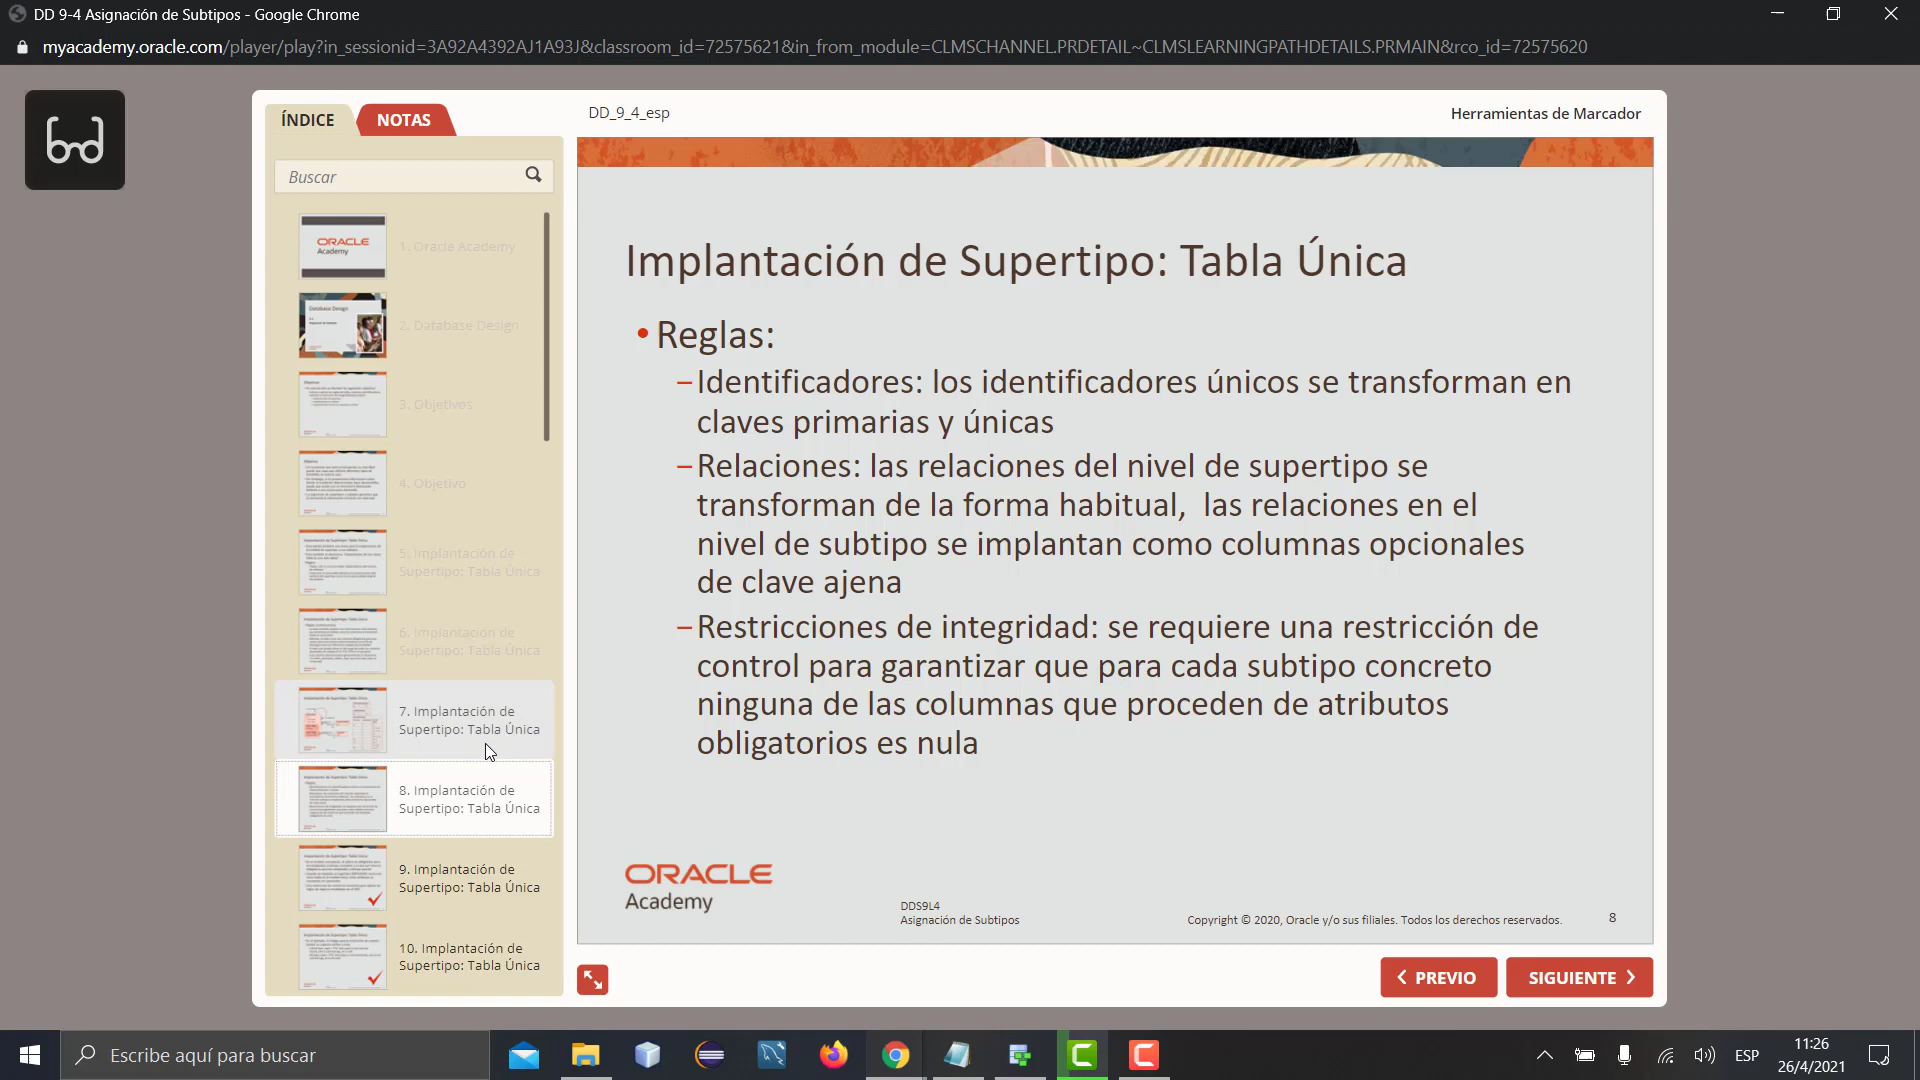 DD 9-4 Asignación de Subtipos - Google Chrome
myacademy.oracle.com/player/play?in_sessionid=3A92A4392AJ1A93J&classroom_id=72575621&in_from_module=CLMSCHANNEL.PRDETAIL~CLMSLEARNINGPATHDETAILS.PRMAIN&rco_id=72575620
ÍNDICE
NOTAS
DD_9_4_esp
Herramientas de Marcador
Buscar
ORACLE
Academy
1. Oracle Academy
Database Design
2. Database Design
3. Objetivos
4. Objetivo
5. Implantación de
Supertipo: Tabla Única
6. Implantación de
Supertipo: Tabla Única
7. Implantación de
Supertipo: Tabla Única
8. Implantación de
Supertipo: Tabla Única
9. Implantación de
Supertipo: Tabla Única
10. Implantación de
Supertipo: Tabla Única
Implantación de Supertipo: Tabla Única
• Reglas:
–Identificadores: los identificadores únicos se transforman en
claves primarias y únicas
–Relaciones: las relaciones del nivel de supertipo se
transforman de la forma habitual, las relaciones en el
nivel de subtipo se implantan como columnas opcionales
de clave ajena
–Restricciones de integridad: se requiere una restricción de
control para garantizar que para cada subtipo concreto
ninguna de las columnas que proceden de atributos
obligatorios es nula
ORACLE
Academy
DDS9L4
Asignación de Subtipos
Copyright © 2020, Oracle y/o sus filiales. Todos los derechos reservados.
8
PREVIO
SIGUIENTE
Escribe aquí para buscar
ESP
11:26
26/4/2021